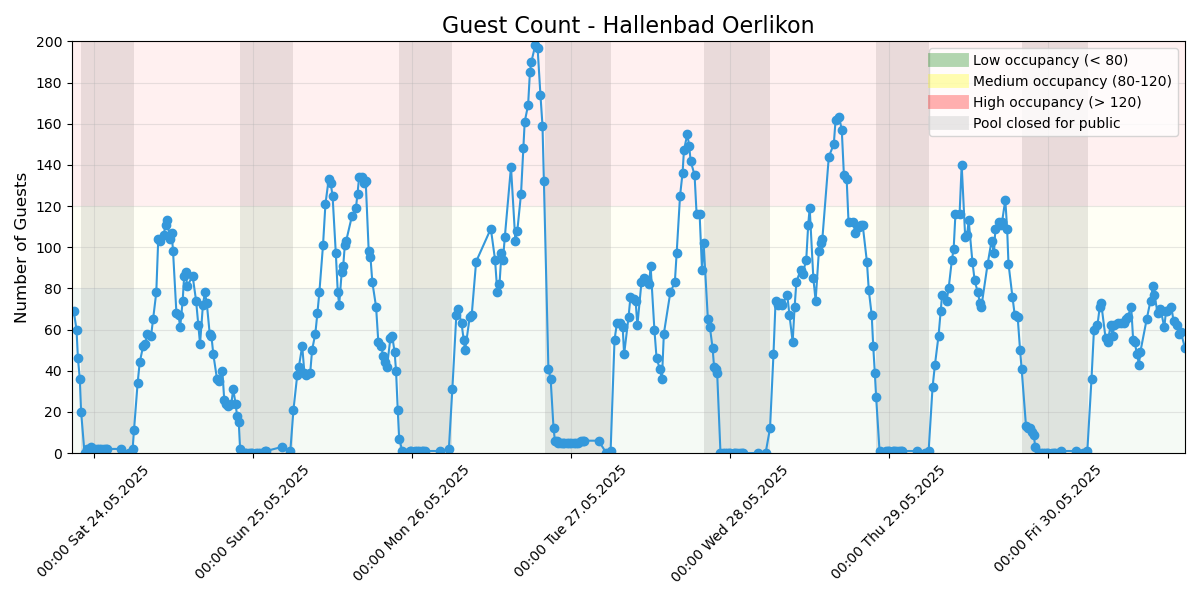 Guest Count - Hallenbad Oerlikon
Number of Guests
200
180
160
140
120
100
80
60
40
20
0
Low occupancy (< 80)
Medium occupancy (80-120)
High occupancy (> 120)
Pool closed for public
00:00 Sat 24.05.2025
00:00 Sun 25.05.2025
00:00 Mon 26.05.2025
00:00 Tue 27.05.2025
00:00 Wed 28.05.2025
00:00 Thu 29.05.2025
00:00 Fri 30.05.2025